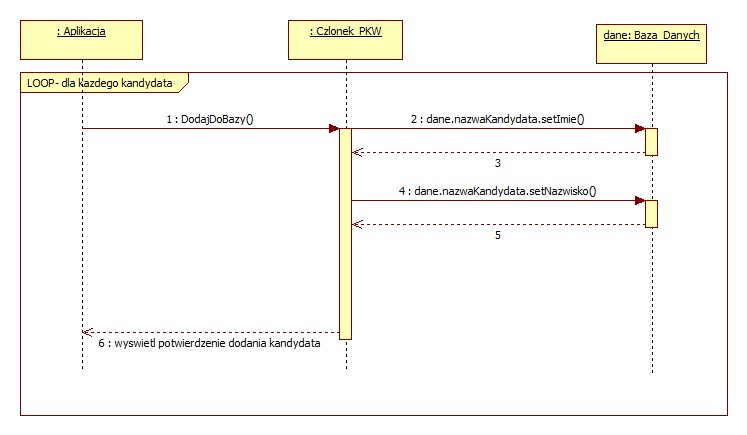 : Aplikacja
: Członek_PKW
dane: Baza_Danych
LOOP- dla kazdego kandydata
1 : DodajDoBazy()
2 : dane.nazwaKandydata.setImie()
3
4 : dane.nazwaKandydata.setNazwisko()
5
6 : wyswietl potwierdzenie dodania kandydata